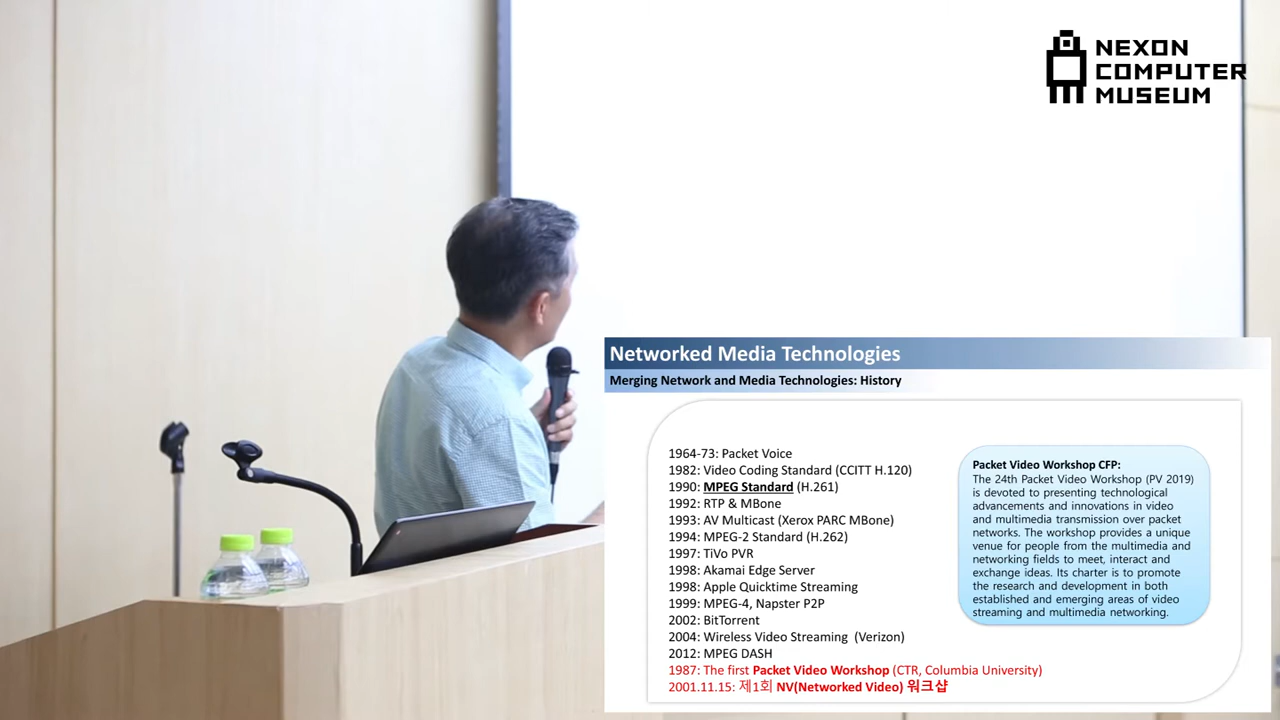 NEXON
COMPUTER
MUSEUM
Networked Media Technologies
Merging Network and Media Technologies: History
1964-73: Packet Voice
1982: Video Coding Standard (CCITT H.120)
1990: MPEG Standard (H.261)
1992: RTP & MBone
1993: AV Multicast (Xerox PARC MBone)
1994: MPEG-2 Standard (H.262)
1997: TiVo PVR
1998: Akamai Edge Server
1998: Apple Quicktime Streaming
1999: MPEG-4, Napster P2P
2002: BitTorrent
2004: Wireless Video Streaming (Verizon)
2012: MPEG DASH
1987: The first Packet Video Workshop (CTR, Columbia University)
2001.11.15: 제1회 NV(Networked Video) 워크샵
Packet Video Workshop CFP:
The 24th Packet Video Workshop (PV 2019)
is devoted to presenting technological
advancements and innovations in video
and multimedia transmission over packet
networks. The workshop provides a unique
venue for people from the multimedia and
networking fields to meet, interact and
exchange ideas. Its charter is to promote
the research and development in both
established and emerging areas of video
streaming and multimedia networking.